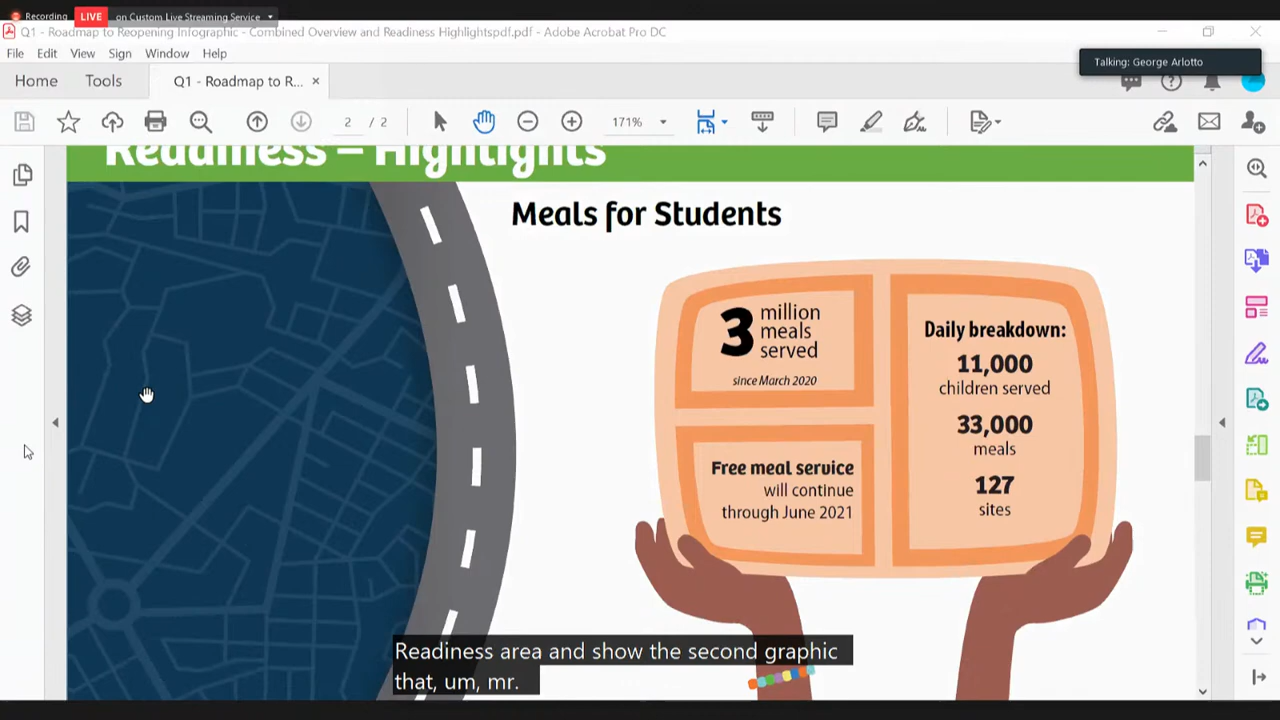 Recording
LIVE on Custom Live Streaming Service
Q1 - Roadmap to Reopening Infographic - Combined Overview and Readiness Highlightspdf.pdf - Adobe Acrobat Pro DC
File Edit View Sign Window Help
Talking: George Arlotto
Home Tools Q1 - Roadmap to R... ×
2 / 2 171%
Readiness – Highlights
Meals for Students
3 million
meals
served
since March 2020
Free meal service
will continue
through June 2021
Daily breakdown:
11,000
children served
33,000
meals
127
sites
Readiness area and show the second graphic
that, um, mr.